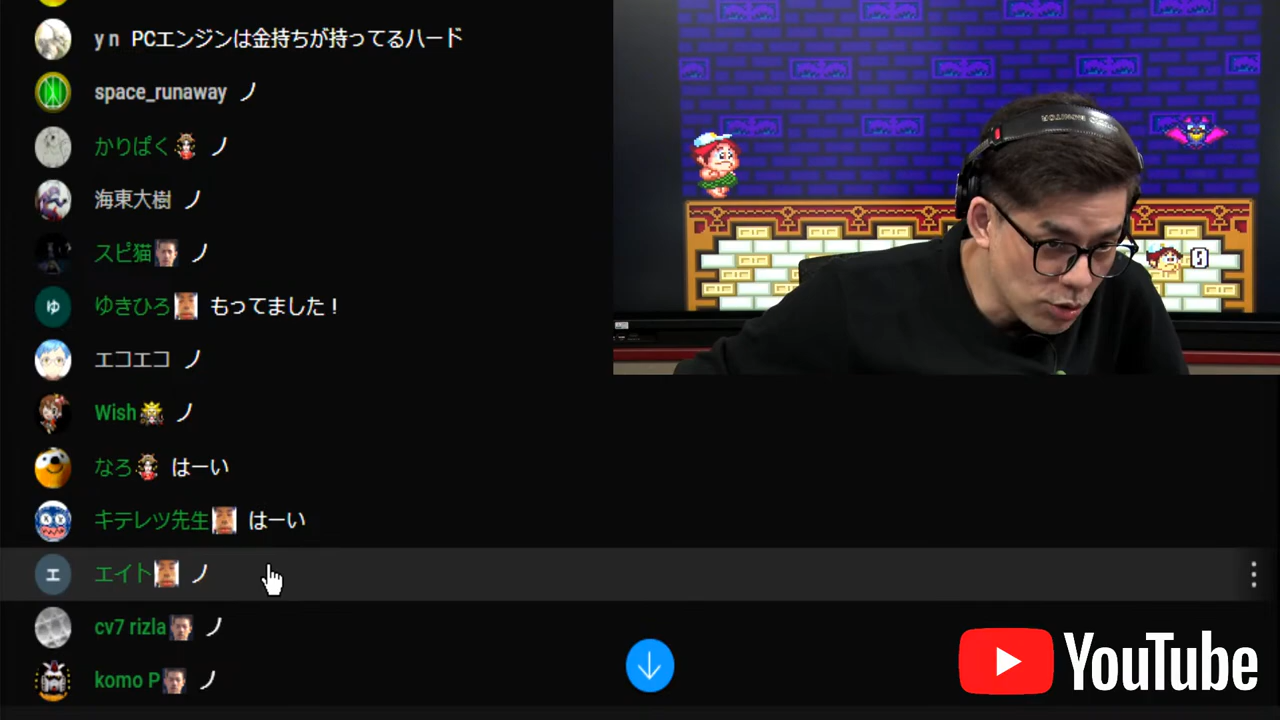 y n PCエンジンは金持ちが持ってるハード
space_runaway ノ
かりぱく ノ
海東大樹 ノ
スピ猫 ノ
ゆ ゆきひろ もってました！
エコエコ ノ
Wish ノ
なろ はーい
キテレツ先生 はーい
エ エイト ノ
cv7 rizla ノ
komo P ノ
0
YouTube